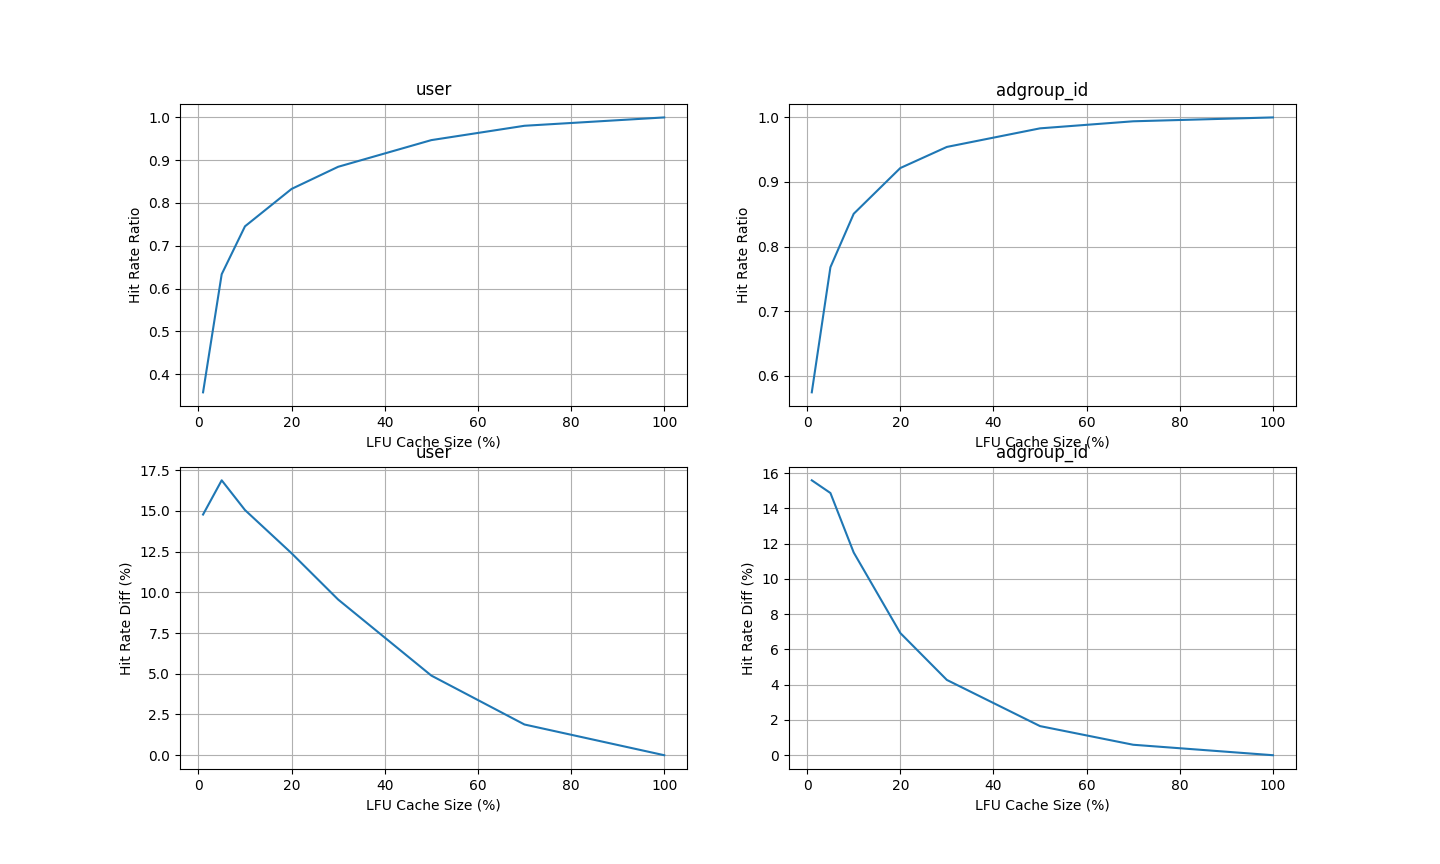 user
1.0
0.9
0.8
0.7
0.6
0.5
0.4
Hit Rate Ratio
0 20 40 60 80 100
LFU Cache Size (%)
adgroup_id
1.0
0.9
0.8
0.7
0.6
Hit Rate Ratio
0 20 40 60 80 100
LFU Cache Size (%)
user
17.5
15.0
12.5
10.0
7.5
5.0
2.5
0.0
Hit Rate Diff (%)
0 20 40 60 80 100
LFU Cache Size (%)
adgroup_id
16
14
12
10
8
6
4
2
0
Hit Rate Diff (%)
0 20 40 60 80 100
LFU Cache Size (%)